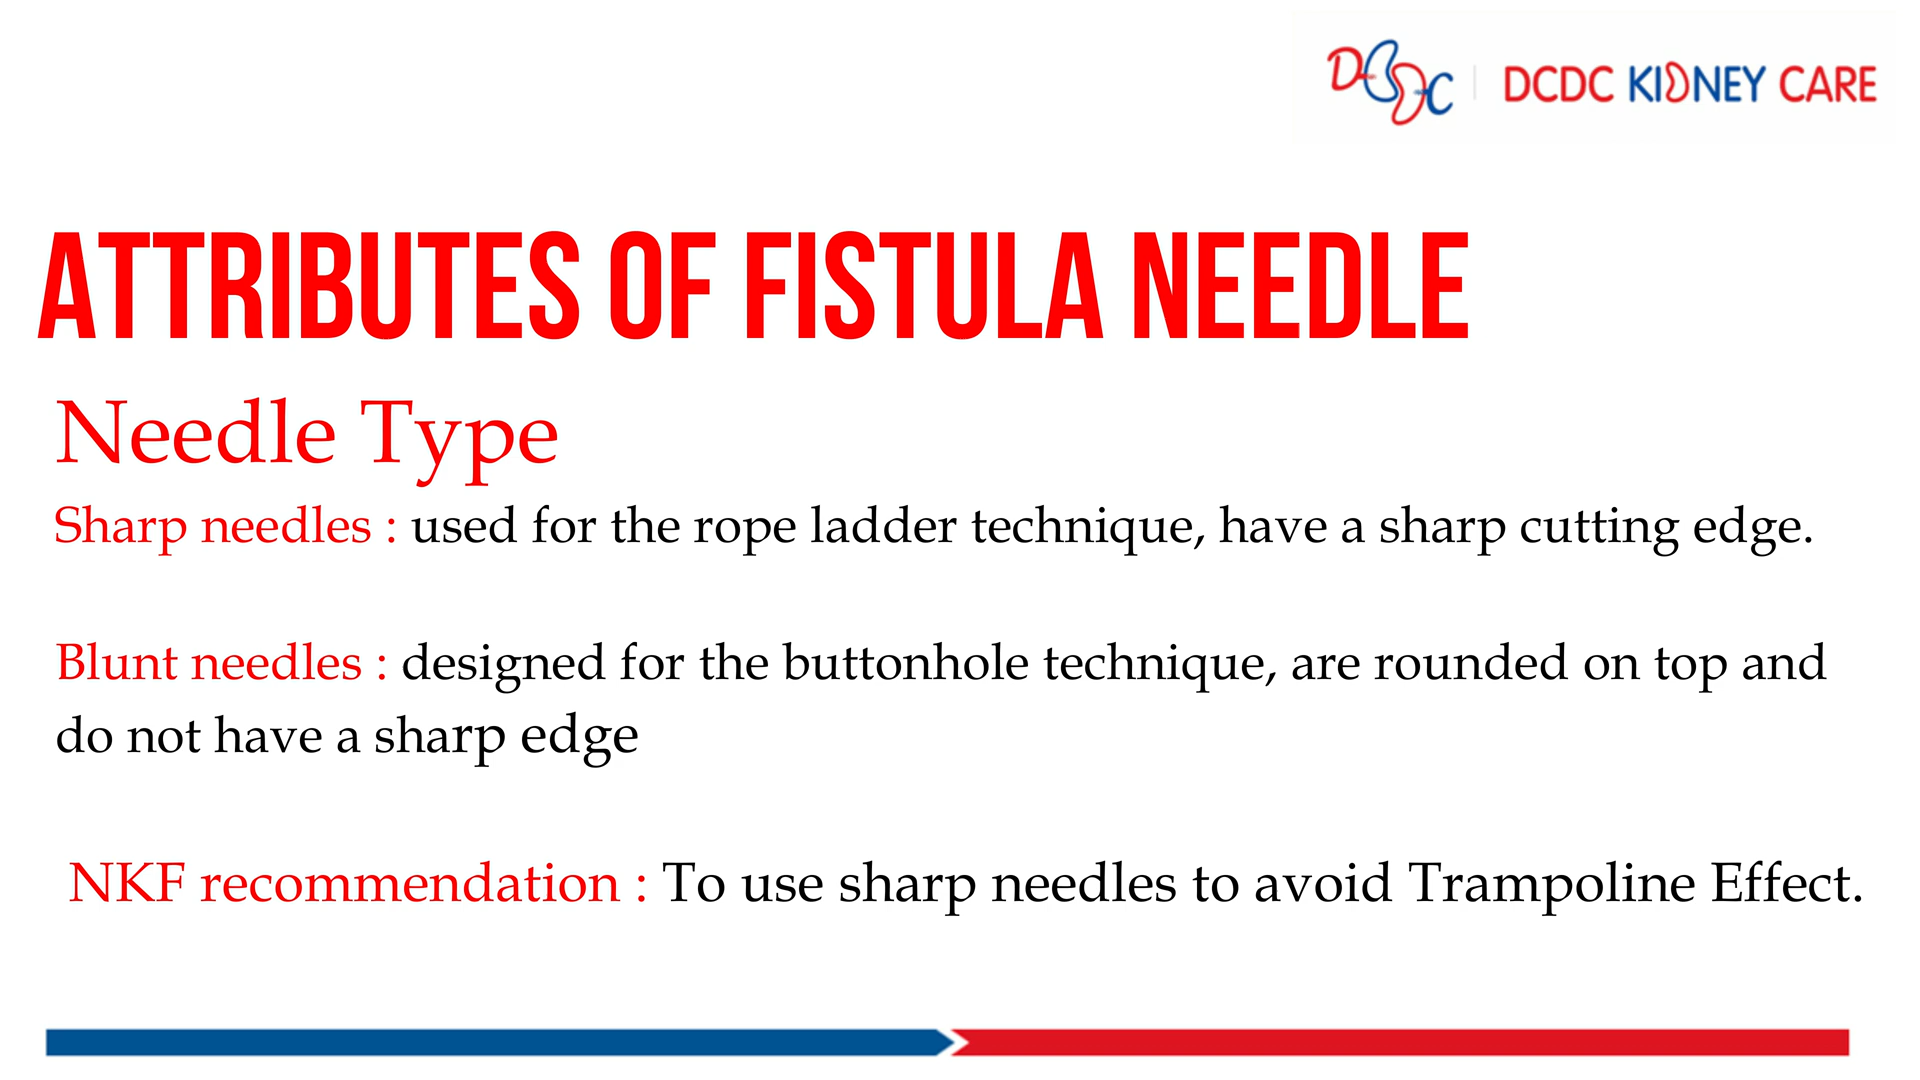 DCDC | DCDC KIDNEY CARE
ATTRIBUTES OF FISTULA NEEDLE
Needle Type
Sharp needles : used for the rope ladder technique, have a sharp cutting edge.
Blunt needles : designed for the buttonhole technique, are rounded on top and
do not have a sharp edge
NKF recommendation : To use sharp needles to avoid Trampoline Effect.